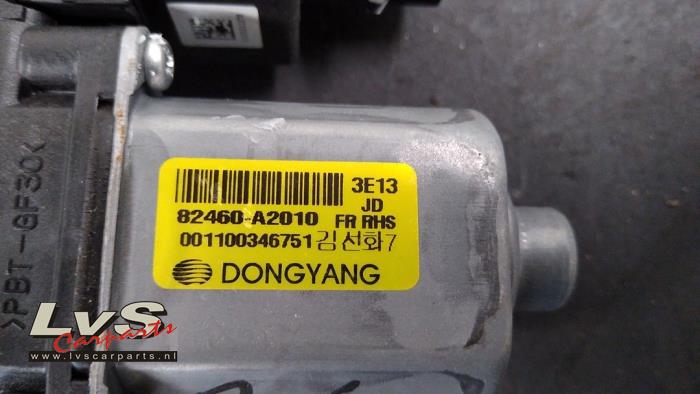 3E13
82460-A2010 JD
FR RHS
001100346751 김선화7
DONGYANG
>PBT-GF30<
LvS
Carparts
www.lvscarparts.nl